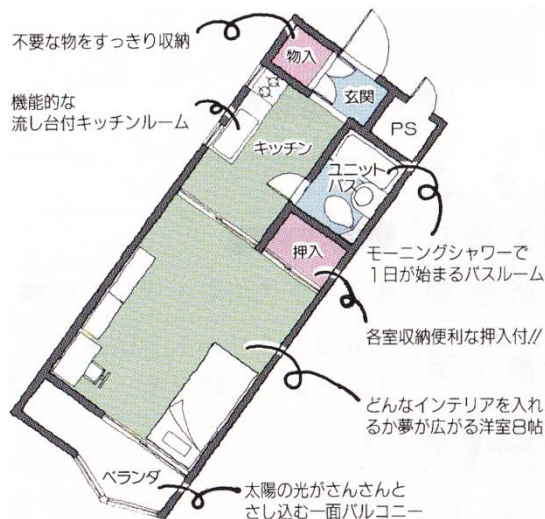 不要な物をすっきり収納
物入
玄関
機能的な
流し台付キッチンルーム
PS
キッチン
ユニット
バス
押入
モーニングシャワーで
1日が始まるバスルーム
各室収納便利な押入付!!
どんなインテリアを入れ
るか夢が広がる洋室8帖
ベランダ
太陽の光がさんさんと
さし込む一面バルコニー